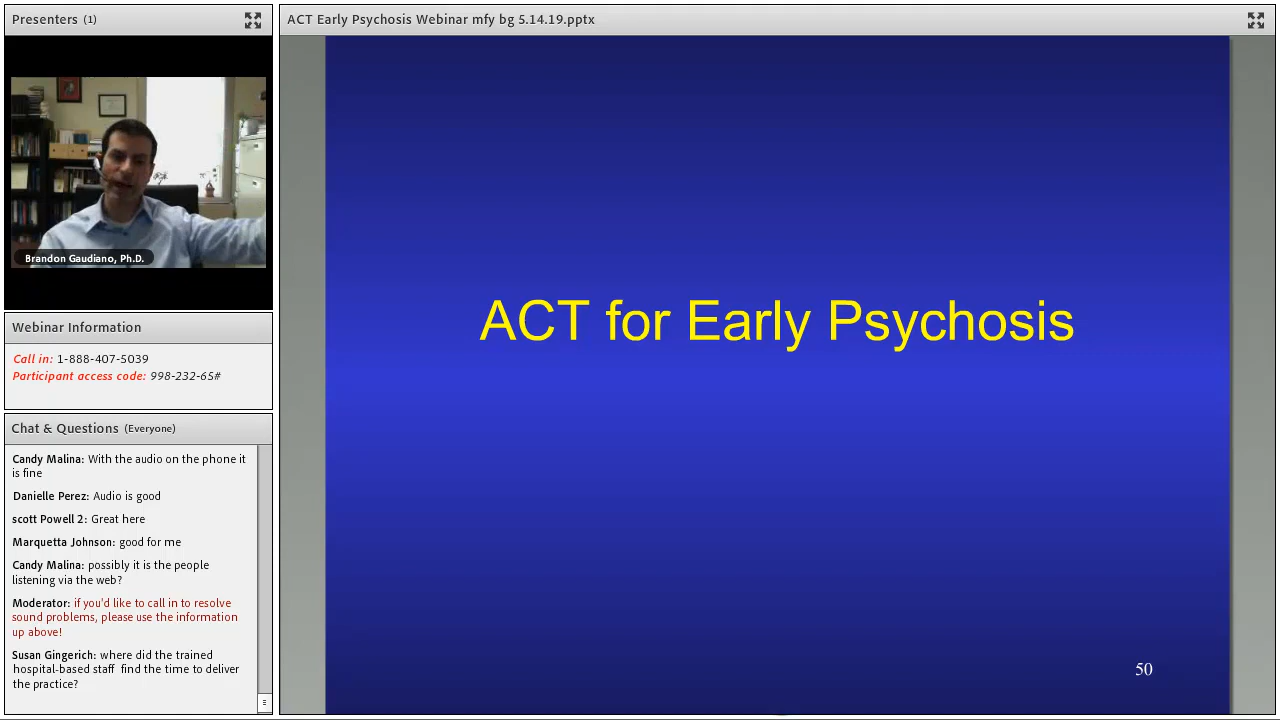 Presenters (1)
Brandon Gaudiano, Ph.D.
Webinar Information
Call in: 1-888-407-5039
Participant access code: 998-232-65#
Chat & Questions (Everyone)
Candy Malina: With the audio on the phone it
is fine
Danielle Perez: Audio is good
scott Powell 2: Great here
Marquetta Johnson: good for me
Candy Malina: possibly it is the people
listening via the web?
Moderator: if you'd like to call in to resolve
sound problems, please use the information
up above!
Susan Gingerich: where did the trained
hospital-based staff find the time to deliver
the practice?
ACT Early Psychosis Webinar mfy bg 5.14.19.pptx
ACT for Early Psychosis
50